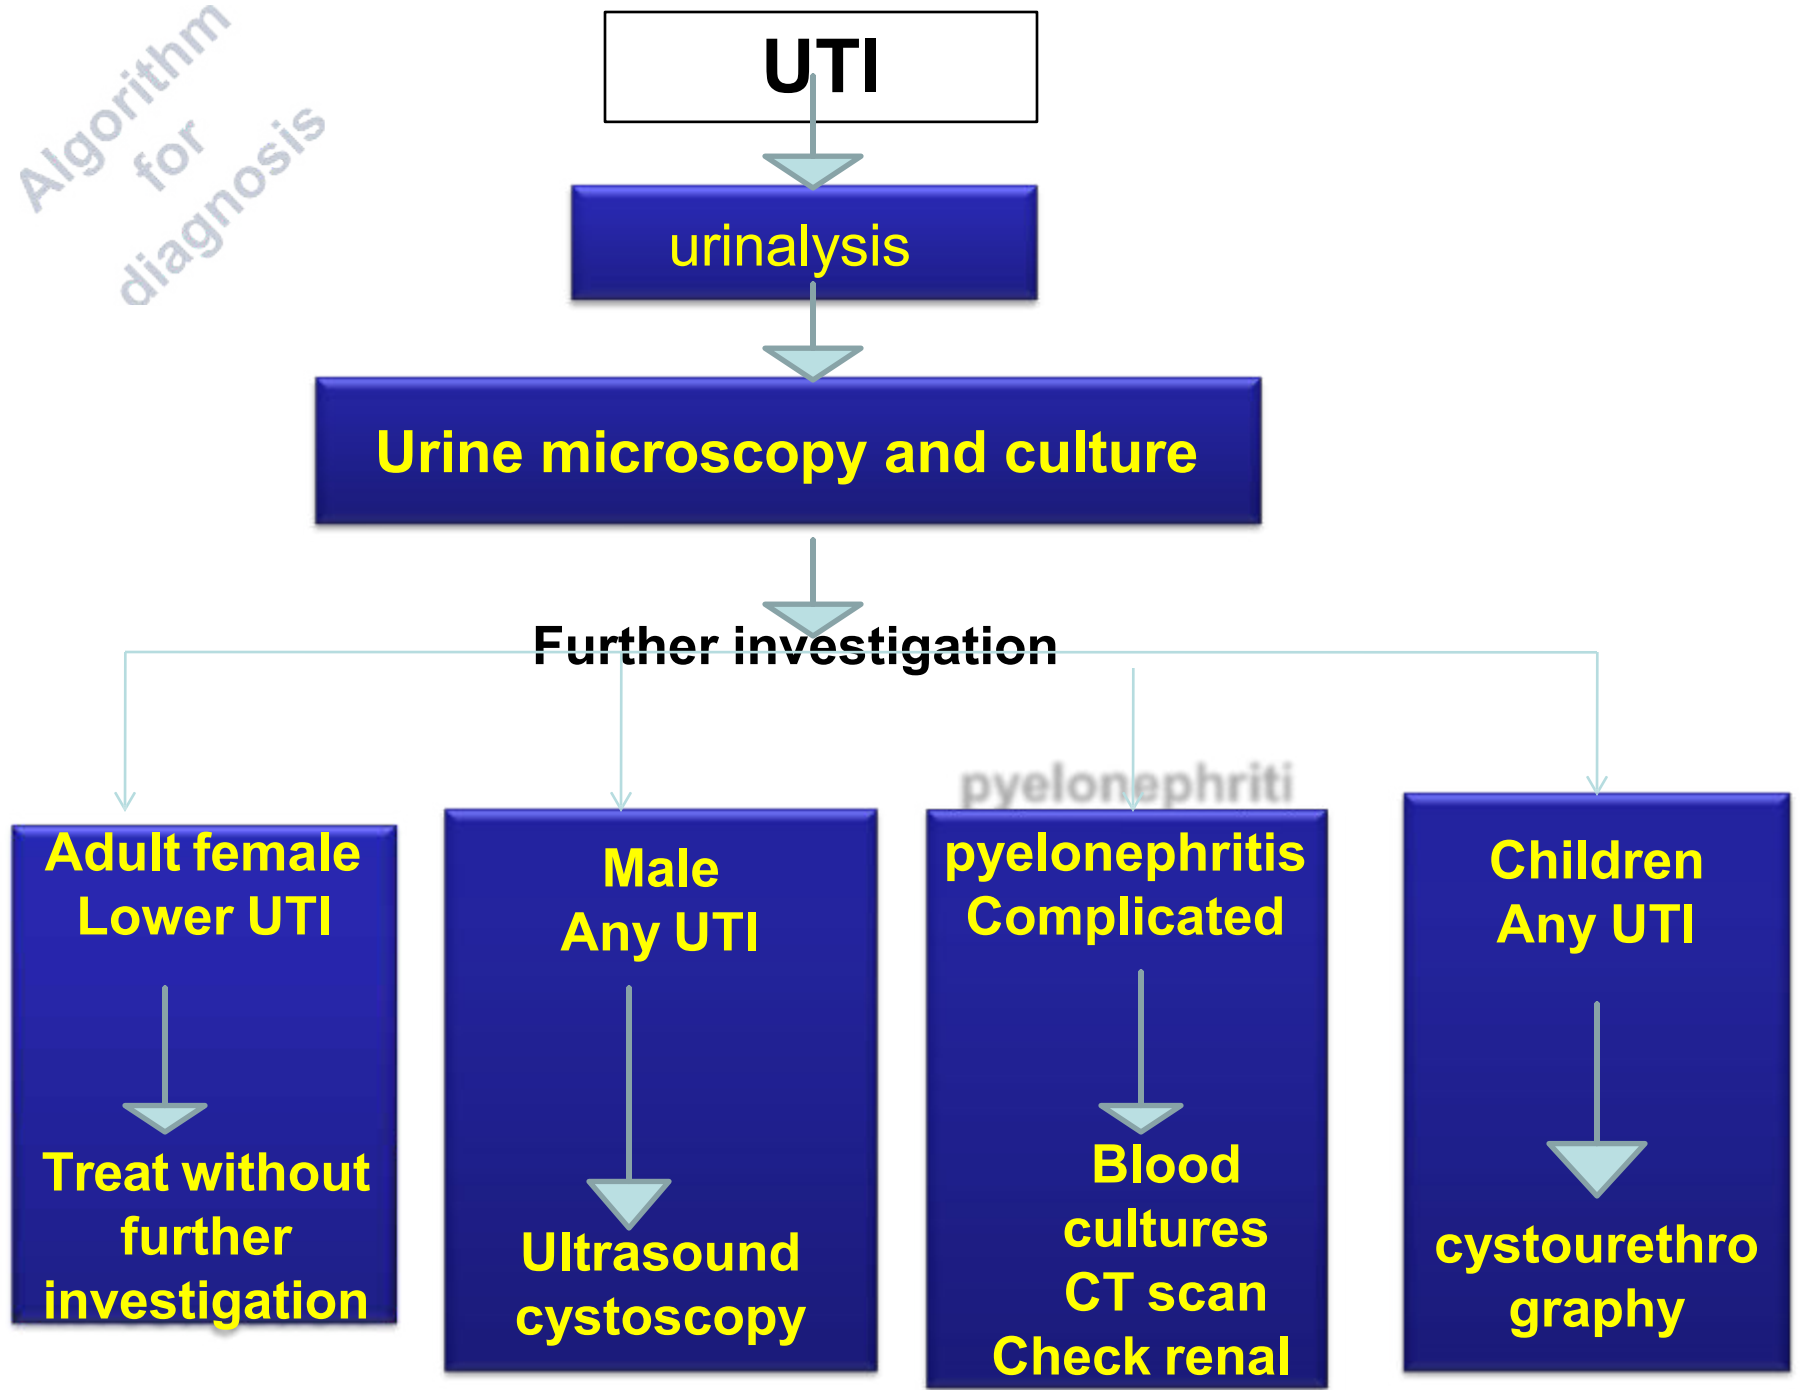 Algorithm
for
diagnosis
UTI
urinalysis
Urine microscopy and culture
Further investigation
Adult female
Lower UTI
Treat without
further
investigation
Male
Any UTI
Ultrasound
cystoscopy
pyelonephriti
pyelonephritis
Complicated
Blood
cultures
CT scan
Check renal
Children
Any UTI
cystourethro
graphy